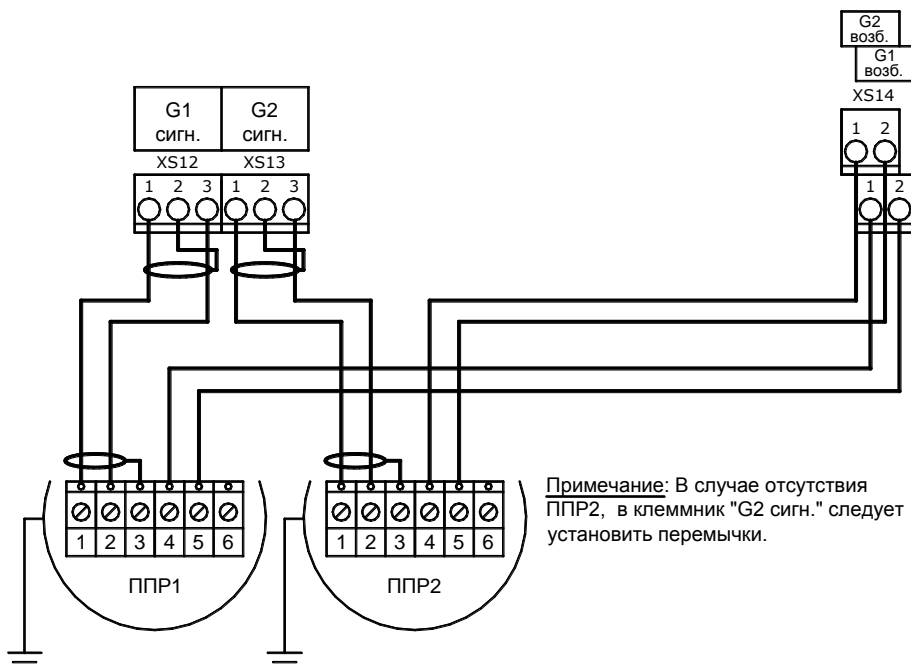 G2
возб.
G1
возб.
XS14
1 2
1 2
G1
сигн.
G2
сигн.
XS12 XS13
1 2 3 1 2 3
1 2 3 4 5 6
ППР1
1 2 3 4 5 6
ППР2
Примечание: В случае отсутствия
ППР2, в клеммник "G2 сигн." следует
установить перемычки.